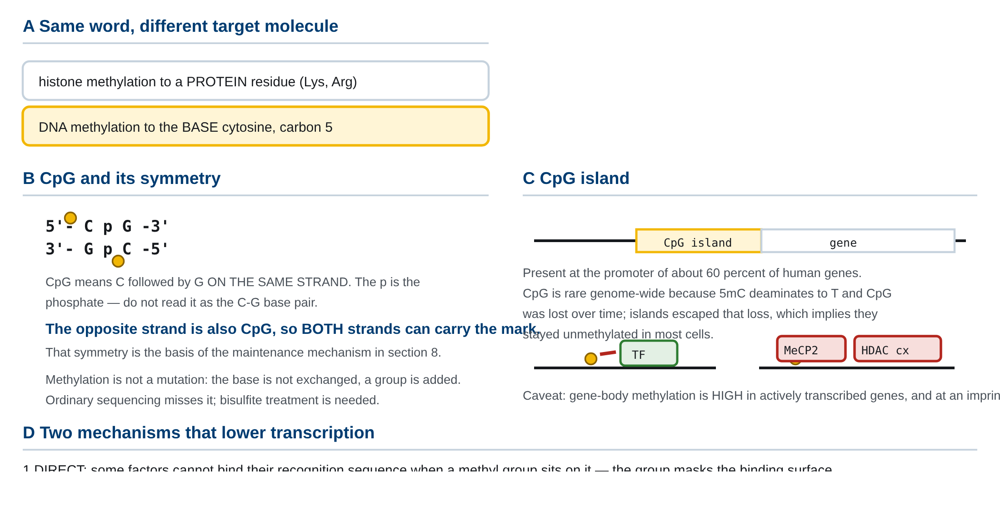 A Same word, different target molecule
histone methylation to a PROTEIN residue (Lys, Arg)
DNA methylation to the BASE cytosine, carbon 5
B CpG and its symmetry
5'- C p G -3'
3'- G p C -5'
CpG means C followed by G ON THE SAME STRAND. The p is the
phosphate — do not read it as the C-G base pair.
The opposite strand is also CpG, so BOTH strands can carry the mark.
That symmetry is the basis of the maintenance mechanism in section 8.
Methylation is not a mutation: the base is not exchanged, a group is added.
Ordinary sequencing misses it; bisulfite treatment is needed.
C CpG island
CpG island
gene
Present at the promoter of about 60 percent of human genes.
CpG is rare genome-wide because 5mC deaminates to T and CpG
was lost over time; islands escaped that loss, which implies they
stayed unmethylated in most cells.
TF
MeCP2
HDAC cx
Caveat: gene-body methylation is HIGH in actively transcribed genes, and at an imprin
D Two mechanisms that lower transcription
1 DIRECT: some factors cannot bind their recognition sequence when a methyl group sits on it — the group masks the binding surface